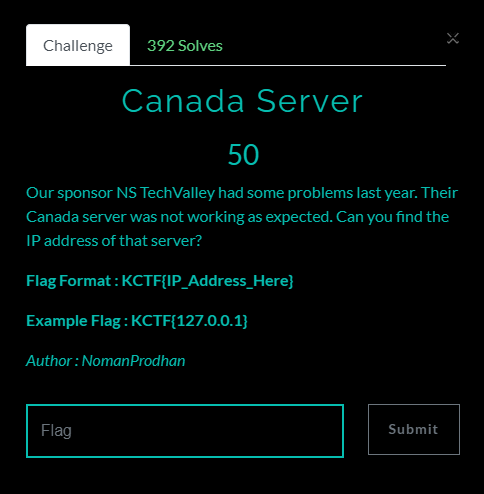 Challenge
392 Solves
Canada Server
50
Our sponsor NS TechValley had some problems last year. Their
Canada server was not working as expected. Can you find the
IP address of that server?
Flag Format : KCTF{IP_Address_Here}
Example Flag : KCTF{127.0.0.1}
Author : NomanProdhan
Flag
Submit